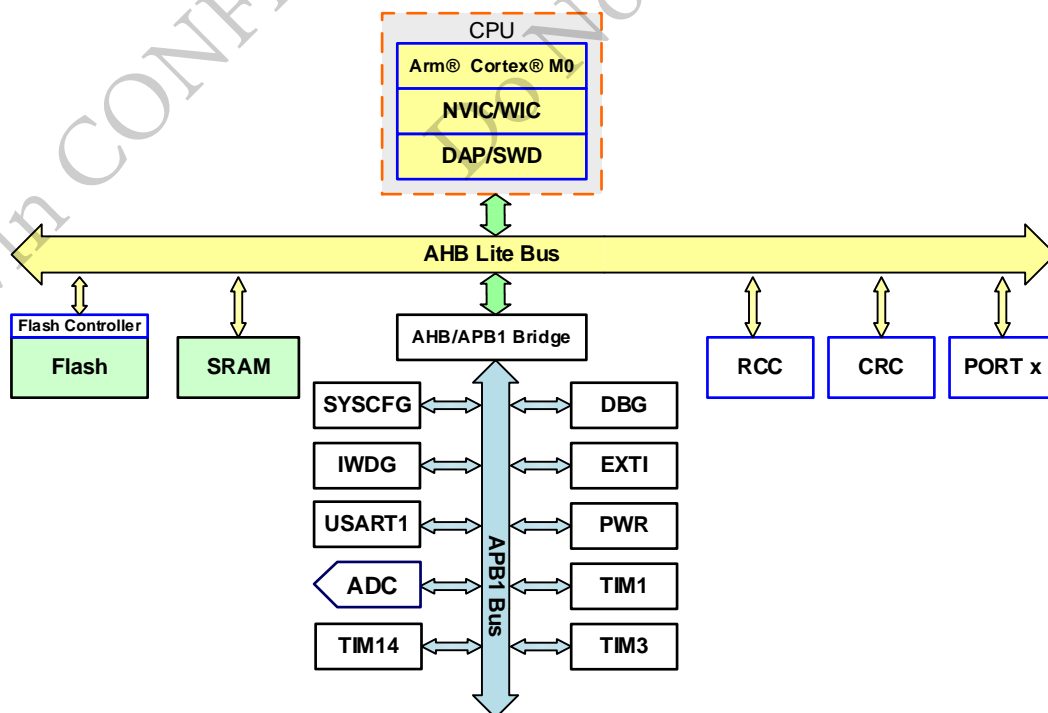 CPU
Arm® Cortex® M0
NVIC/WIC
DAP/SWD
AHB Lite Bus
Flash Controller
Flash
SRAM
AHB/APB1 Bridge
RCC
CRC
PORT x
SYSCFG
DBG
IWDG
EXTI
USART1
PWR
APB1 Bus
ADC
TIM1
TIM14
TIM3